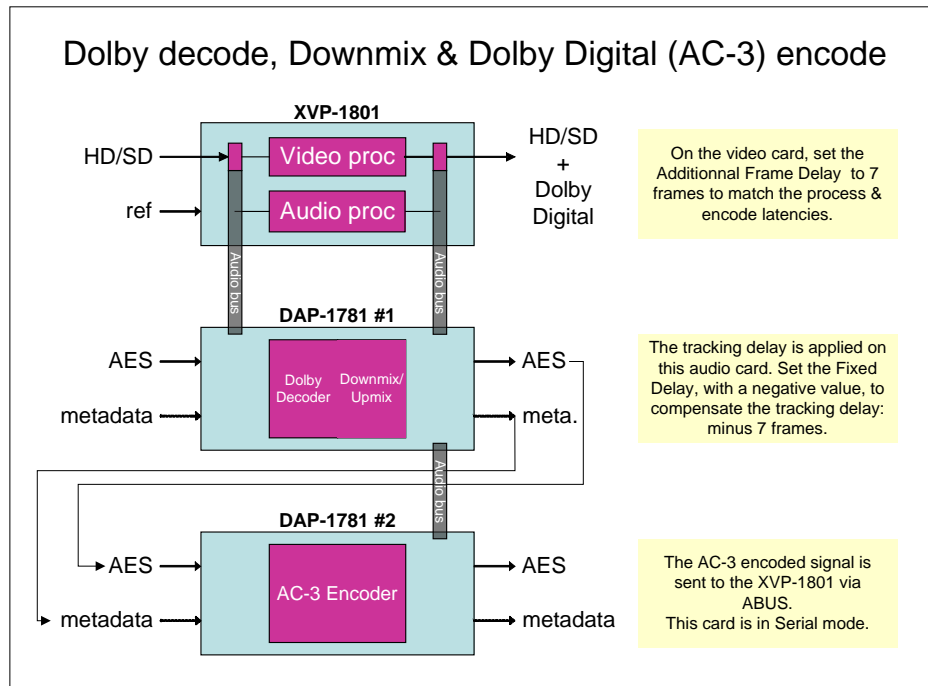 Dolby decode, Downmix & Dolby Digital (AC-3) encode
XVP-1801
HD/SD
ref
Video proc
Audio proc
HD/SD
+
Dolby
Digital
On the video card, set the
Additionnal Frame Delay to 7
frames to match the process &
encode latencies.
Audio bus
Audio bus
DAP-1781 #1
AES
metadata
Dolby
Decoder
Downmix/
Upmix
AES
meta.
The tracking delay is applied on
this audio card. Set the Fixed
Delay, with a negative value, to
compensate the tracking delay:
minus 7 frames.
Audio bus
DAP-1781 #2
AES
metadata
AC-3 Encoder
AES
metadata
The AC-3 encoded signal is
sent to the XVP-1801 via
ABUS.
This card is in Serial mode.